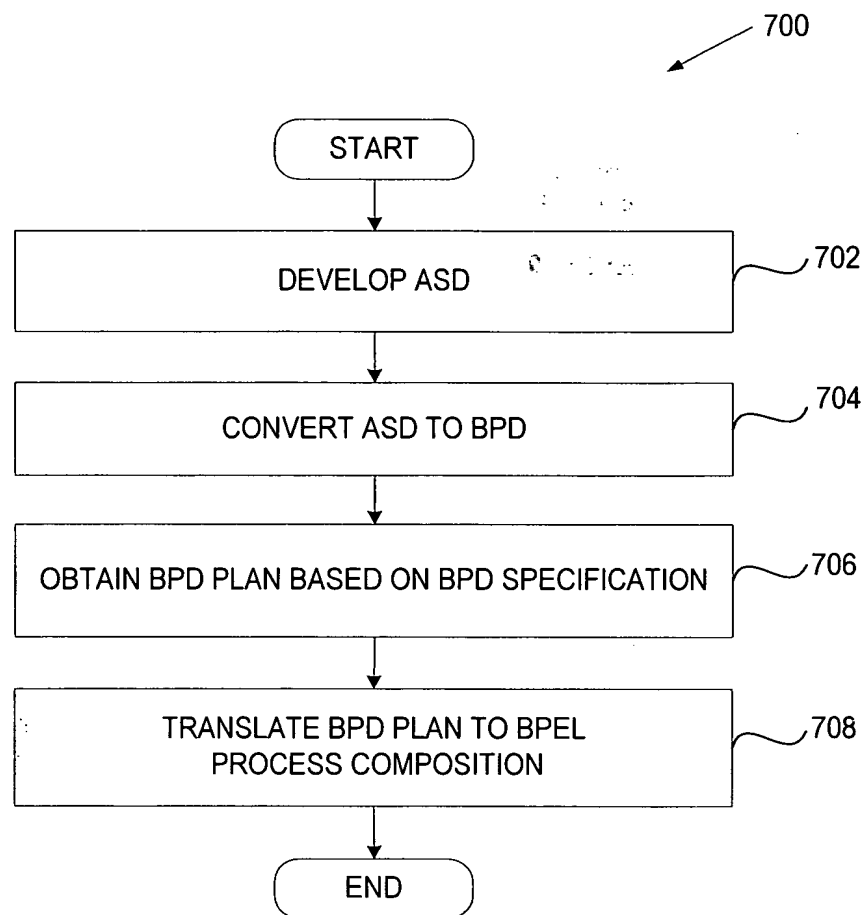 700
START
DEVELOP ASD
702
CONVERT ASD TO BPD
704
OBTAIN BPD PLAN BASED ON BPD SPECIFICATION
706
TRANSLATE BPD PLAN TO BPEL
PROCESS COMPOSITION
708
END